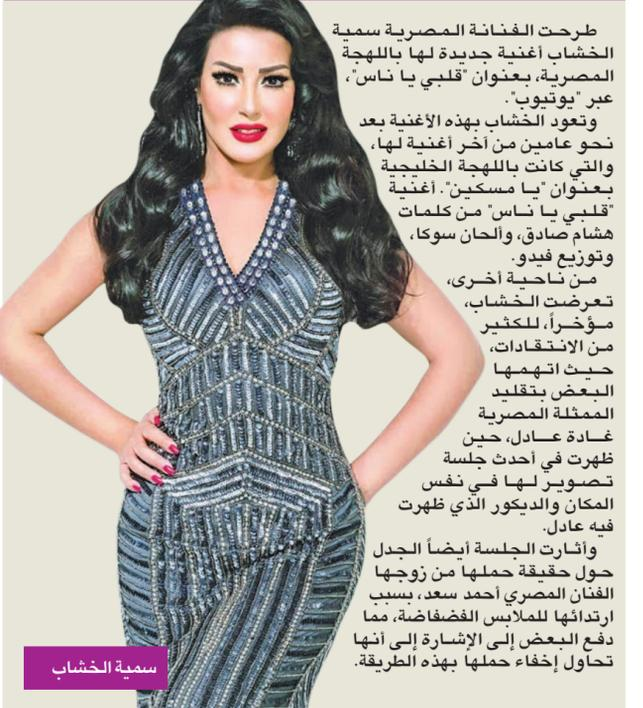 طرحت الفنانة المصرية سمية
الخشاب أغنية جديدة لها باللهجة
المصرية، بعنوان "قلبي يا ناس"،
عبر "يوتيوب".
وتعود الخشاب بهذه الأغنية بعد
نحو عامين من آخر أغنية لها،
والتي كانت باللهجة الخليجية
بعنوان "يا مسكين". أغنية
"قلبي يا ناس" من كلمات
هشام صادق، وألحان سوكا،
وتوزيع فيدو.
من ناحية أخرى،
تعرضت الخشاب،
مؤخراً، للكثير
من الانتقادات،
حيث اتهمها
البعض بتقليد
الممثلة المصرية
غادة عادل، حين
ظهرت في أحدث جلسة
تصوير لها في نفس
المكان والديكور الذي ظهرت
فيه عادل.
وأثارت الجلسة أيضاً الجدل
حول حقيقة حملها من زوجها
الفنان المصري أحمد سعد، بسبب
ارتدائها للملابس الفضفاضة، مما
دفع البعض إلى الإشارة إلى أنها
تحاول إخفاء حملها بهذه الطريقة.
سمية الخشاب